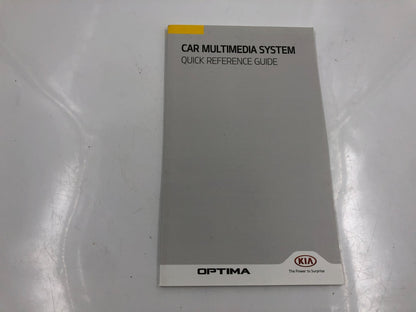 CAR MULTIMEDIA SYSTEM
QUICK REFERENCE GUIDE
OPTIMA
KIA
The Power to Surprise